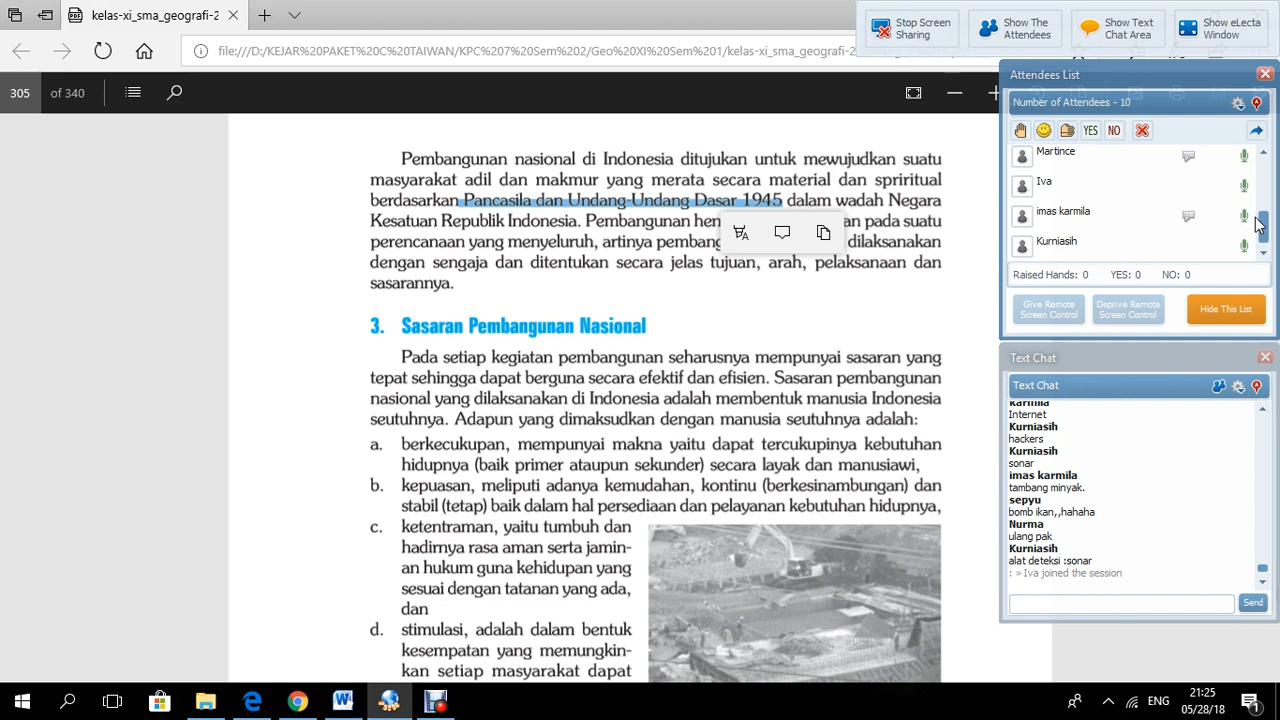 kelas-xi_sma_geografi-2
Stop Screen Sharing
Show The Attendees
Show Text Chat Area
Show eLecta Window
file:///D:/KEJAR%20PAKET%20C%20TAIWAN/KPC%207%20Sem%202/Geo%20XI%20Sem%201/kelas-xi_sma_geografi-2
305 of 340
Pembangunan nasional di Indonesia ditujukan untuk mewujudkan suatu
masyarakat adil dan makmur yang merata secara material dan spriritual
berdasarkan Pancasila dan Undang-Undang Dasar 1945 dalam wadah Negara
Kesatuan Republik Indonesia. Pembangunan hen an pada suatu
perencanaan yang menyeluruh, artinya pembang dilaksanakan
dengan sengaja dan ditentukan secara jelas tujuan, arah, pelaksanaan dan
sasarannya.
3. Sasaran Pembangunan Nasional
Pada setiap kegiatan pembangunan seharusnya mempunyai sasaran yang
tepat sehingga dapat berguna secara efektif dan efisien. Sasaran pembangunan
nasional yang dilaksanakan di Indonesia adalah membentuk manusia Indonesia
seutuhnya. Adapun yang dimaksudkan dengan manusia seutuhnya adalah:
a. berkecukupan, mempunyai makna yaitu dapat tercukupinya kebutuhan
hidupnya (baik primer ataupun sekunder) secara layak dan manusiawi,
b. kepuasan, meliputi adanya kemudahan, kontinu (berkesinambungan) dan
stabil (tetap) baik dalam hal persediaan dan pelayanan kebutuhan hidupnya,
c. ketentraman, yaitu tumbuh dan
hadirnya rasa aman serta jamin-
an hukum guna kehidupan yang
sesuai dengan tatanan yang ada,
dan
d. stimulasi, adalah dalam bentuk
kesempatan yang memungkin-
kan setiap masyarakat dapat
Attendees List
Number of Attendees - 10
YES NO
Martince
Iva
imas karmila
Kurniasih
Raised Hands: 0 YES: 0 NO: 0
Give Remote Screen Control
Deprive Remote Screen Control
Hide This List
Text Chat
Text Chat
karmila
Internet
Kurniasih
hackers
Kurniasih
sonar
imas karmila
tambang minyak.
sepyu
bomb ikan,,hahaha
Nurma
ulang pak
Kurniasih
alat deteksi :sonar
: » Iva joined the session
Send
ENG
21:25
05/28/18
1